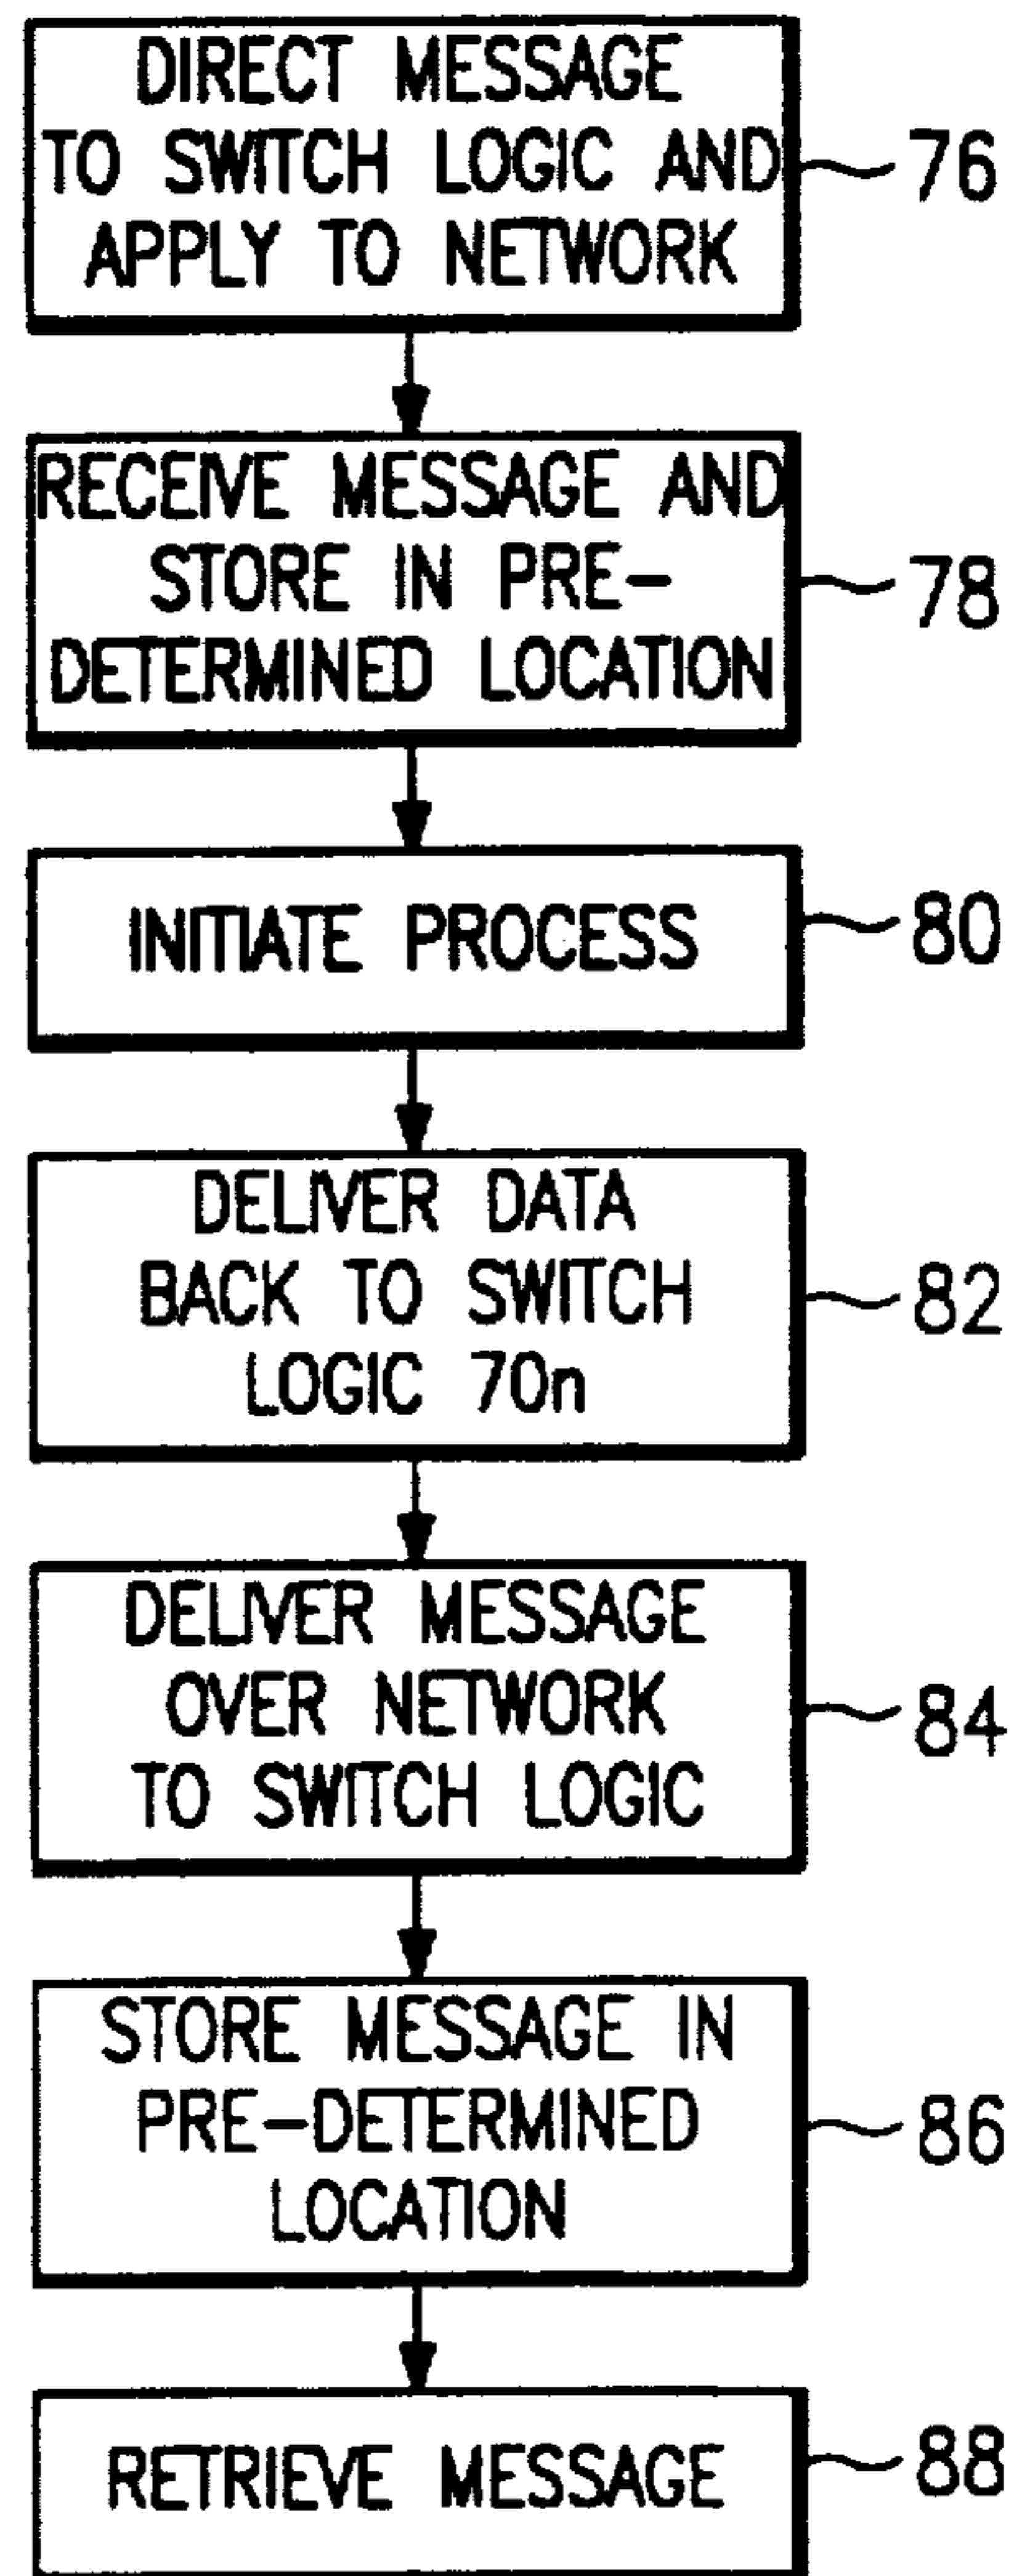 DIRECT MESSAGE
TO SWITCH LOGIC AND
APPLY TO NETWORK
76
RECEIVE MESSAGE AND
STORE IN PRE-
DETERMINED LOCATION
78
INITIATE PROCESS
80
DELIVER DATA
BACK TO SWITCH
LOGIC 70n
82
DELIVER MESSAGE
OVER NETWORK
TO SWITCH LOGIC
84
STORE MESSAGE IN
PRE-DETERMINED
LOCATION
86
RETRIEVE MESSAGE
88